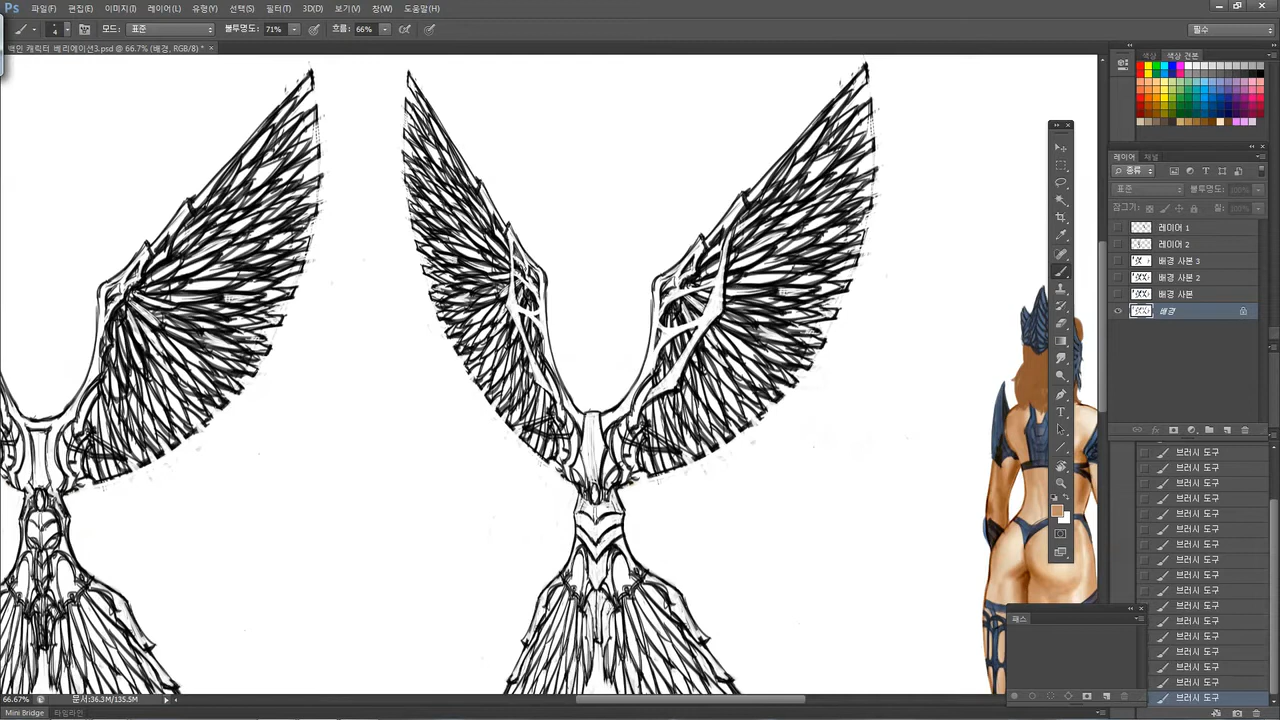 Ps 파일(F) 편집(E) 이미지(I) 레이어(L) 유형(Y) 선택(S) 필터(T) 3D(D) 보기(V) 창(W) 도움말(H)
4 모드: 표준 불투명도: 71% 흐름: 66% 필수
백인 캐릭터 베리에이션3.psd @ 66.7% (배경, RGB/8) * ×
색상 색상 견본
레이어 채널
종류
표준 불투명도: 100%
잠그기: 칠: 100%
레이어 1
레이어 2
배경 사본 3
배경 사본 2
배경 사본
배경
브러시 도구
브러시 도구
브러시 도구
브러시 도구
브러시 도구
브러시 도구
브러시 도구
브러시 도구
브러시 도구
브러시 도구
브러시 도구
패스
브러시 도구
브러시 도구
브러시 도구
브러시 도구
브러시 도구
브러시 도구
66.67% 문서:36.3M/135.5M
Mini Bridge 타임라인